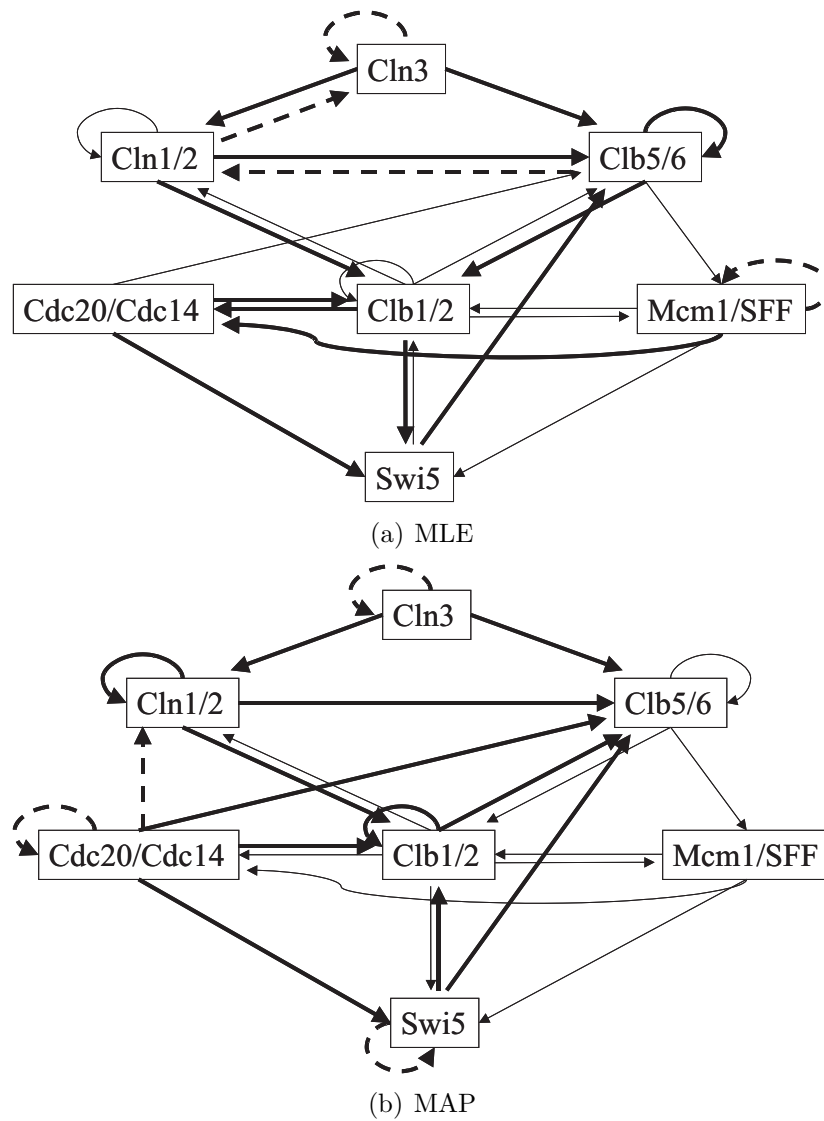 Cln3
Cln1/2
Clb5/6
Cdc20/Cdc14
Clb1/2
Mcm1/SFF
Swi5
(a) MLE
Cln3
Cln1/2
Clb5/6
Cdc20/Cdc14
Clb1/2
Mcm1/SFF
Swi5
(b) MAP